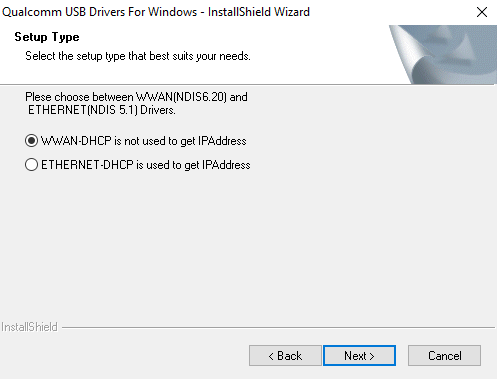 Qualcomm USB Drivers For Windows - InstallShield Wizard
Setup Type
Select the setup type that best suits your needs.
Plese choose between WWAN(NDIS6.20) and
ETHERNET(NDIS 5.1) Drivers.
WWAN-DHCP is not used to get IPAddress
ETHERNET-DHCP is used to get IPAddress
InstallShield
< Back
Next >
Cancel